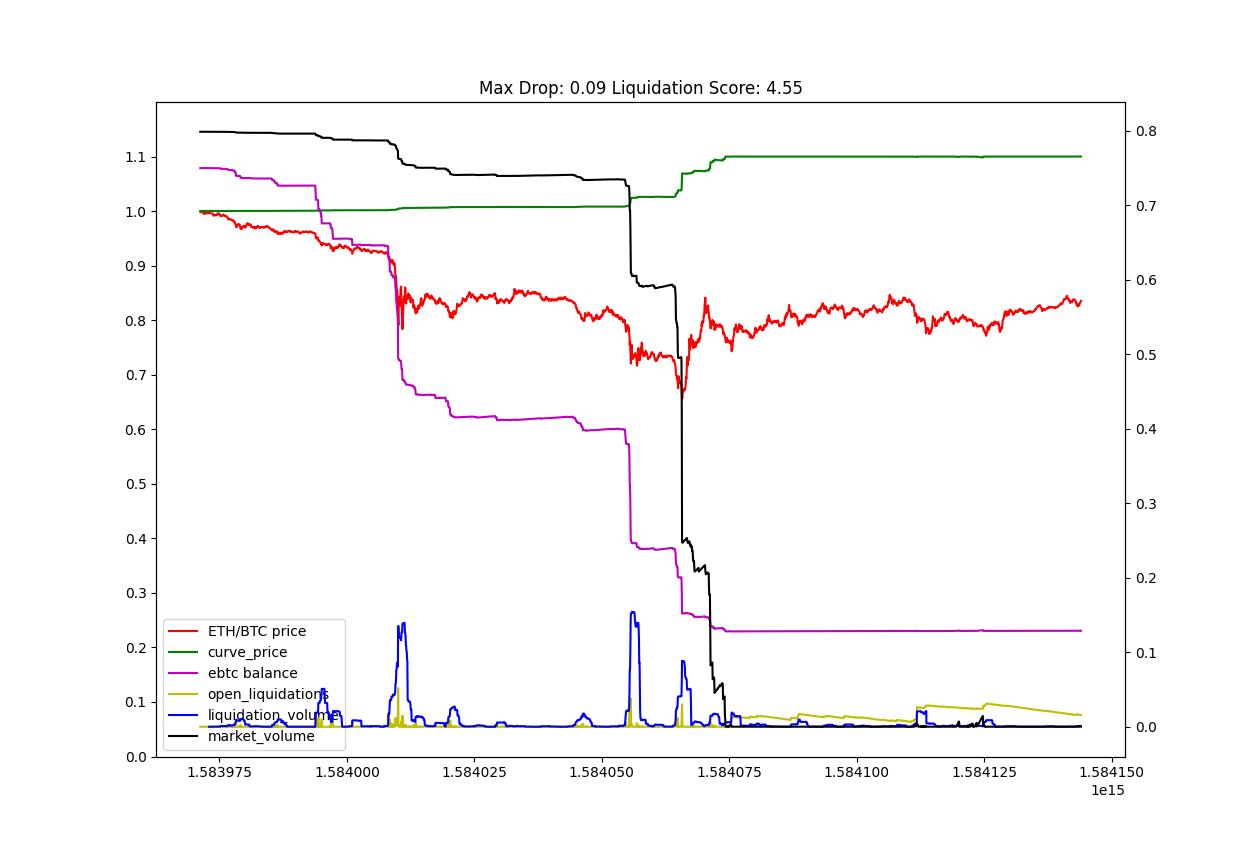 Max Drop: 0.09 Liquidation Score: 4.55
1.1
1.0
0.9
0.8
0.7
0.6
0.5
0.4
0.3
0.2
0.1
0.0
0.8
0.7
0.6
0.5
0.4
0.3
0.2
0.1
0.0
ETH/BTC price
curve_price
ebtc balance
open_liquidations
liquidation_volume
market_volume
1.583975 1.584000 1.584025 1.584050 1.584075 1.584100 1.584125 1.584150
1e15